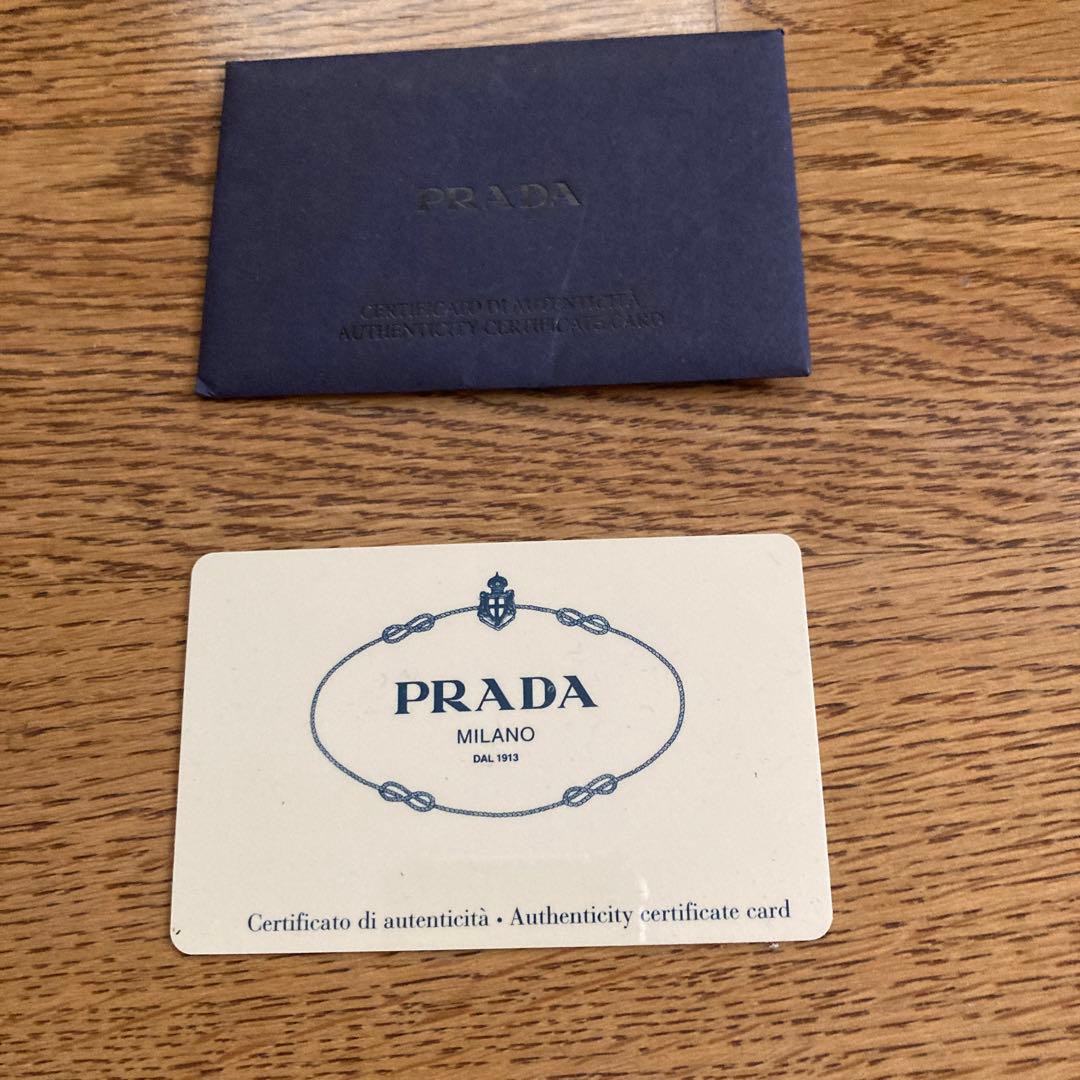 PRADA
CERTIFICATO DI AUTENTICITÀ
AUTHENTICITY CERTIFICATE CARD
PRADA
MILANO
DAL 1913
Certificato di autenticità • Authenticity certificate card